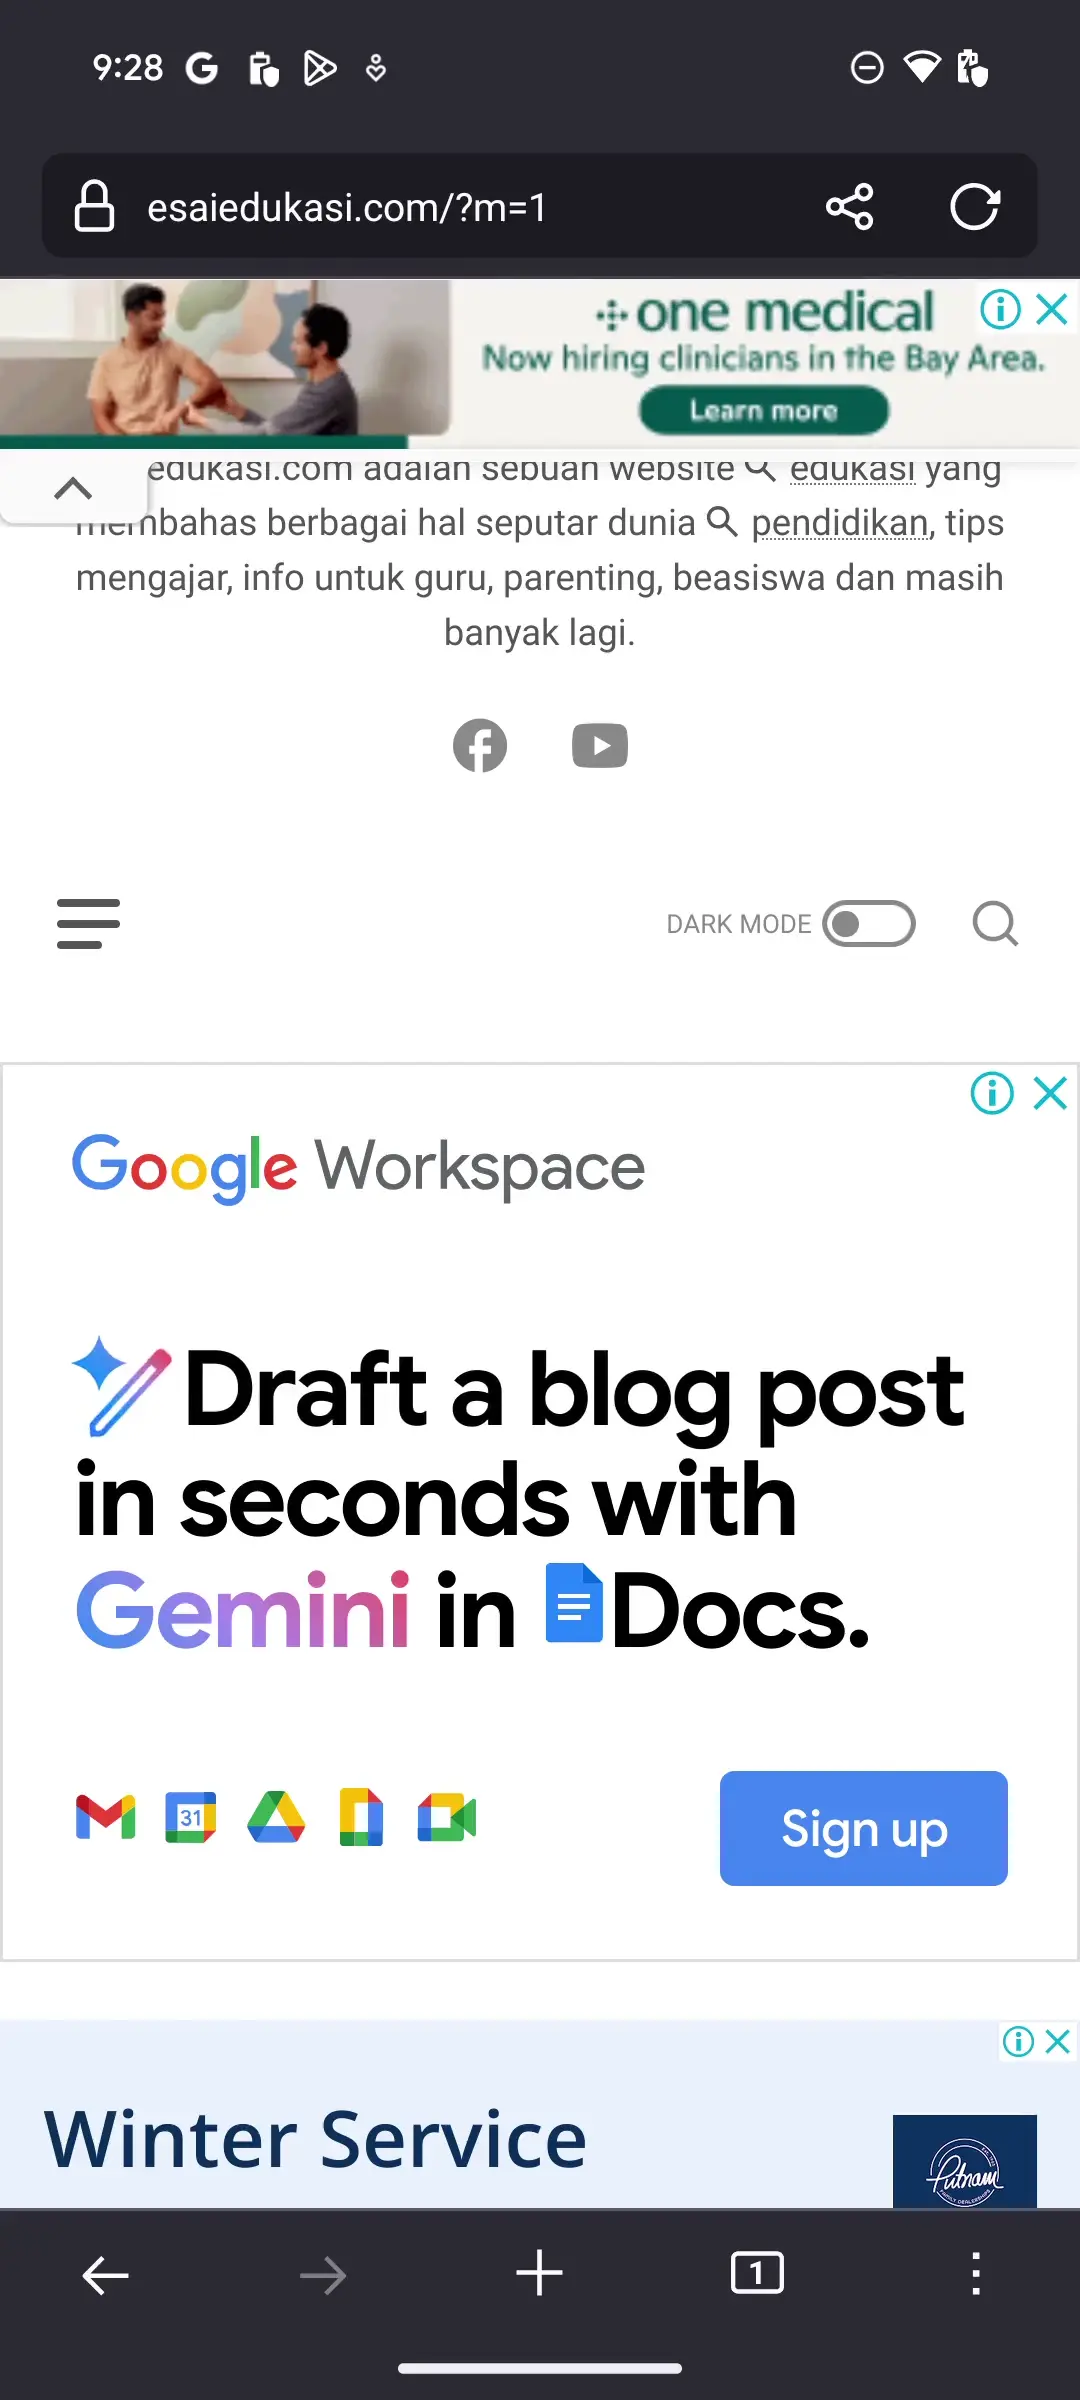 9:28
esaiedukasi.com/?m=1
one medical
Now hiring clinicians in the Bay Area.
Learn more
edukasi.com adalah sebuah website edukasi yang
membahas berbagai hal seputar dunia pendidikan, tips
mengajar, info untuk guru, parenting, beasiswa dan masih
banyak lagi.
DARK MODE
Google Workspace
Draft a blog post
in seconds with
Gemini in Docs.
31
Sign up
Winter Service
Putnam
1